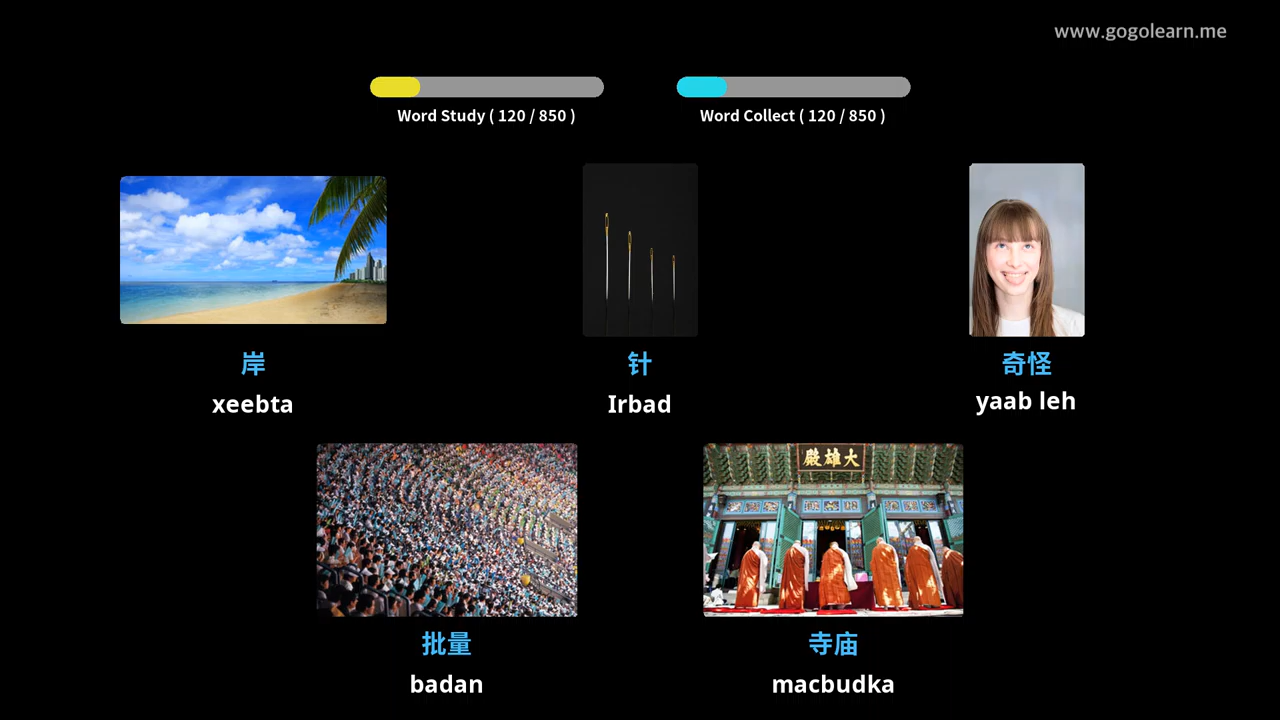 www.gogolearn.me
Word Study ( 120 / 850 )
Word Collect ( 120 / 850 )
岸
针
奇怪
xeebta
Irbad
yaab leh
大雄殿
批量
寺庙
badan
macbudka